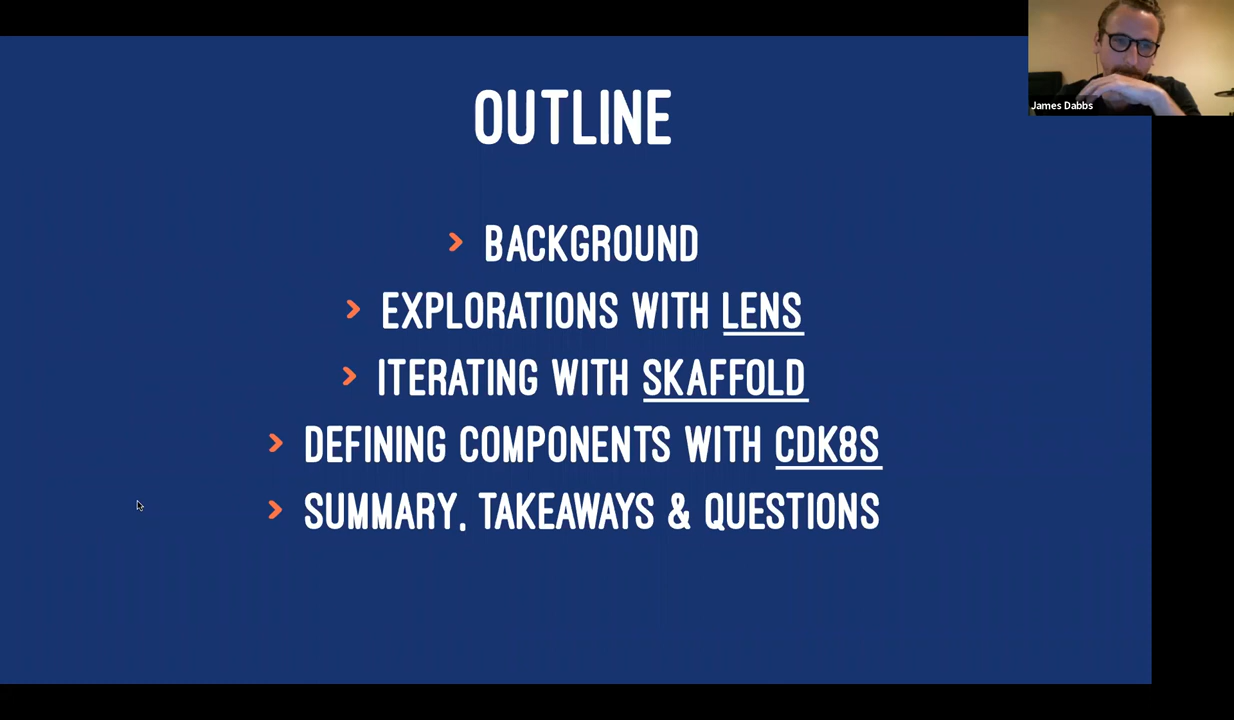 OUTLINE
BACKGROUND
EXPLORATIONS WITH LENS
ITERATING WITH SKAFFOLD
DEFINING COMPONENTS WITH CDK8S
SUMMARY, TAKEAWAYS & QUESTIONS
James Dabbs